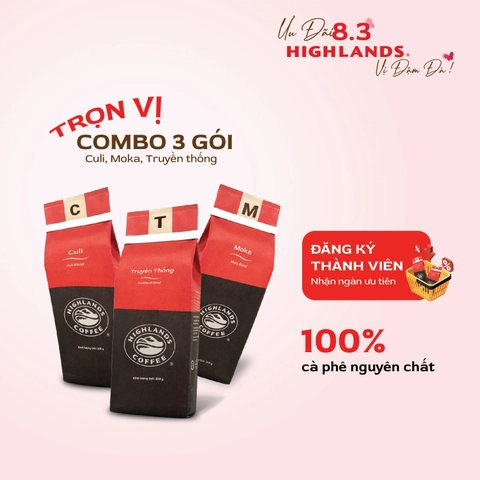 Ưu Đãi 8.3
HIGHLANDS®
Vị Đậm Đà!
TRỌN VỊ
COMBO 3 GÓI
Culi, Moka, Truyền thống
C
T
M
Culi
Truyền Thống
Moka
HIGHLANDS COFFEE®
HIGHLANDS COFFEE®
HIGHLANDS COFFEE®
ĐĂNG KÝ
THÀNH VIÊN
Nhận ngàn ưu tiên
100%
cà phê nguyên chất